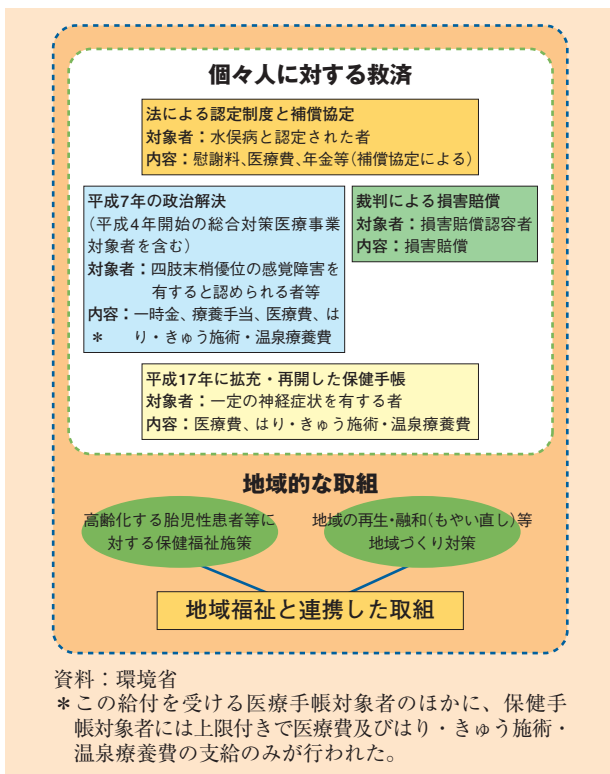 個々人に対する救済
法による認定制度と補償協定
対象者：水俣病と認定された者
内容：慰謝料、医療費、年金等(補償協定による)
平成7年の政治解決
(平成4年開始の総合対策医療事業
対象者を含む)
対象者：四肢末梢優位の感覚障害を
有すると認められる者等
内容：一時金、療養手当、医療費、は
＊ り・きゅう施術・温泉療養費
裁判による損害賠償
対象者：損害賠償認容者
内容：損害賠償
平成17年に拡充・再開した保健手帳
対象者：一定の神経症状を有する者
内容：医療費、はり・きゅう施術・温泉療養費
地域的な取組
高齢化する胎児性患者等に
対する保健福祉施策
地域の再生・融和(もやい直し)等
地域づくり対策
地域福祉と連携した取組
資料：環境省
＊この給付を受ける医療手帳対象者のほかに、保健手
帳対象者には上限付きで医療費及びはり・きゅう施術・
温泉療養費の支給のみが行われた。